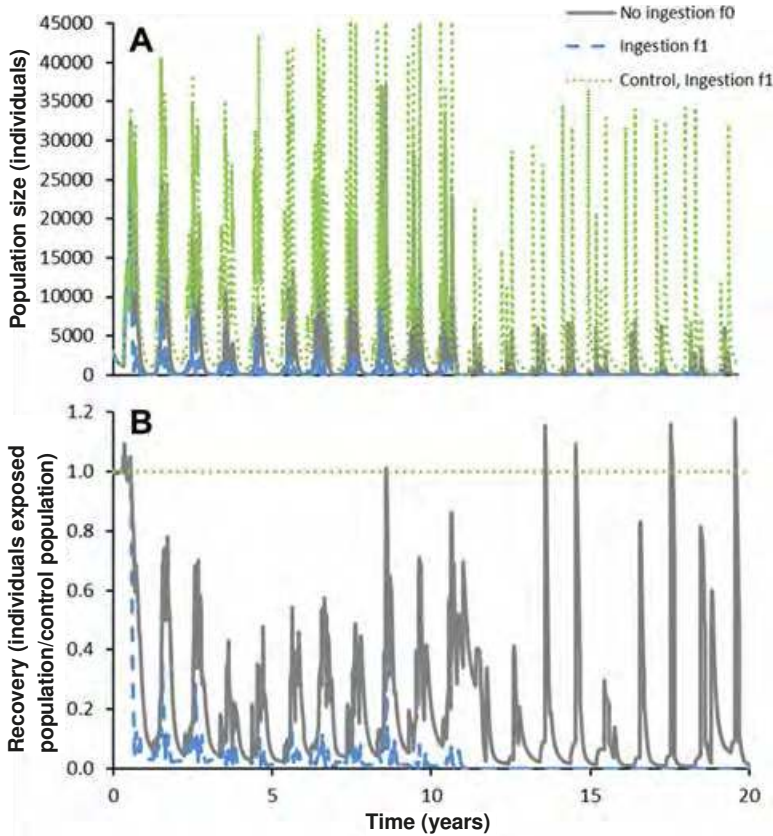 No ingestion f0
Ingestion f1
Control, Ingestion f1
A
Population size (individuals)
45000
40000
35000
30000
25000
20000
15000
10000
5000
0
B
Recovery (individuals exposed
population/control population)
1.2
1.0
0.8
0.6
0.4
0.2
0.0
0 5 10 15 20
Time (years)